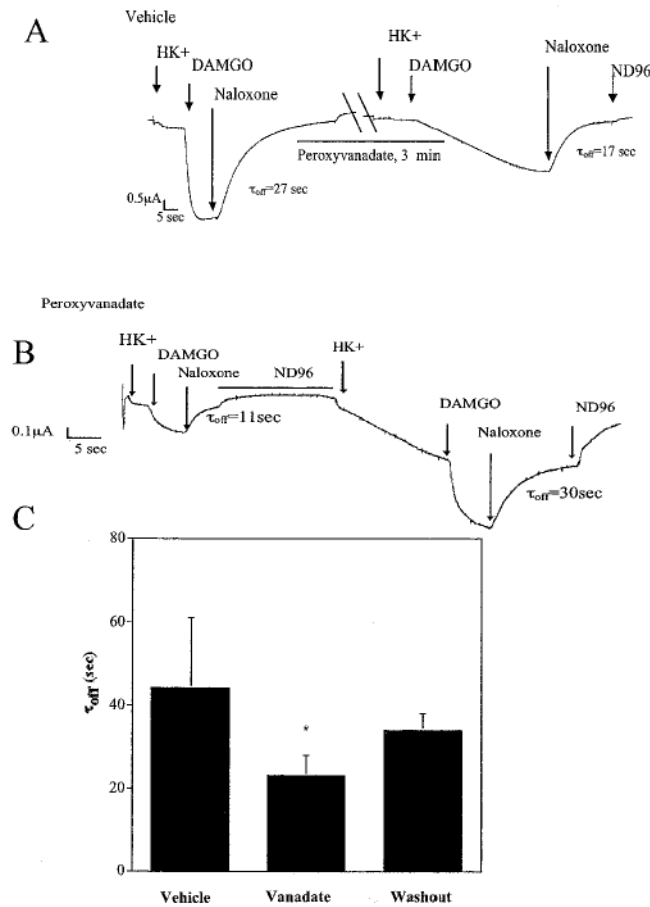 A
Vehicle
HK+
DAMGO
Naloxone
HK+
DAMGO
Naloxone
ND96
Peroxyvanadate, 3 min
τoff=27 sec
τoff=17 sec
0.5μA
5 sec
Peroxyvanadate
B
HK+
DAMGO
Naloxone
ND96
HK+
DAMGO
Naloxone
ND96
τoff=11sec
τoff=30sec
0.1μA
5 sec
C
80
60
40
20
0
τoff (sec)
*
Vehicle
Vanadate
Washout